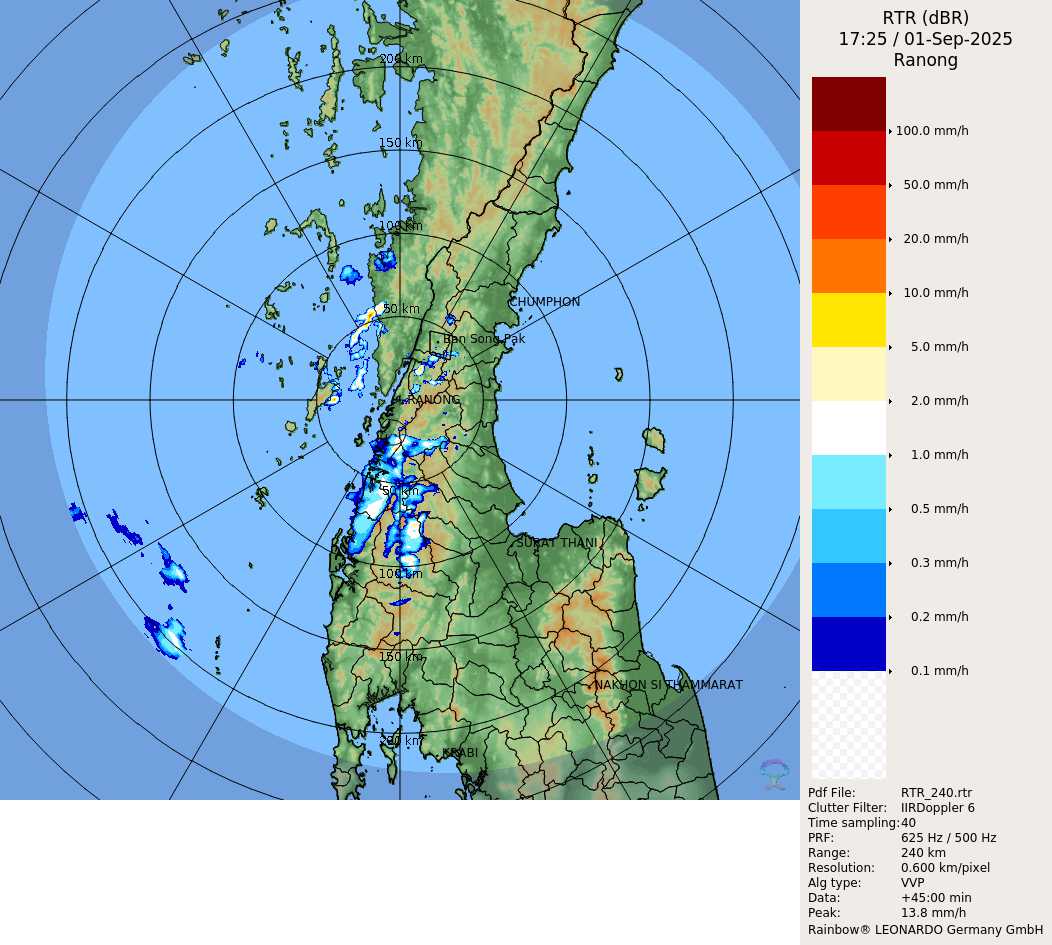 RTR (dBR)
17:25 / 01-Sep-2025
Ranong
200 km
150 km
100 km
50 km
CHUMPHON
Ban Song Pak
RANONG
50 km
SURAT THANI
100 km
150 km
NAKHON SI THAMMARAT
200 km
KRABI
100.0 mm/h
50.0 mm/h
20.0 mm/h
10.0 mm/h
5.0 mm/h
2.0 mm/h
1.0 mm/h
0.5 mm/h
0.3 mm/h
0.2 mm/h
0.1 mm/h
Pdf File: RTR_240.rtr
Clutter Filter: IIRDoppler 6
Time sampling: 40
PRF: 625 Hz / 500 Hz
Range: 240 km
Resolution: 0.600 km/pixel
Alg type: VVP
Data: +45:00 min
Peak: 13.8 mm/h
Rainbow® LEONARDO Germany GmbH